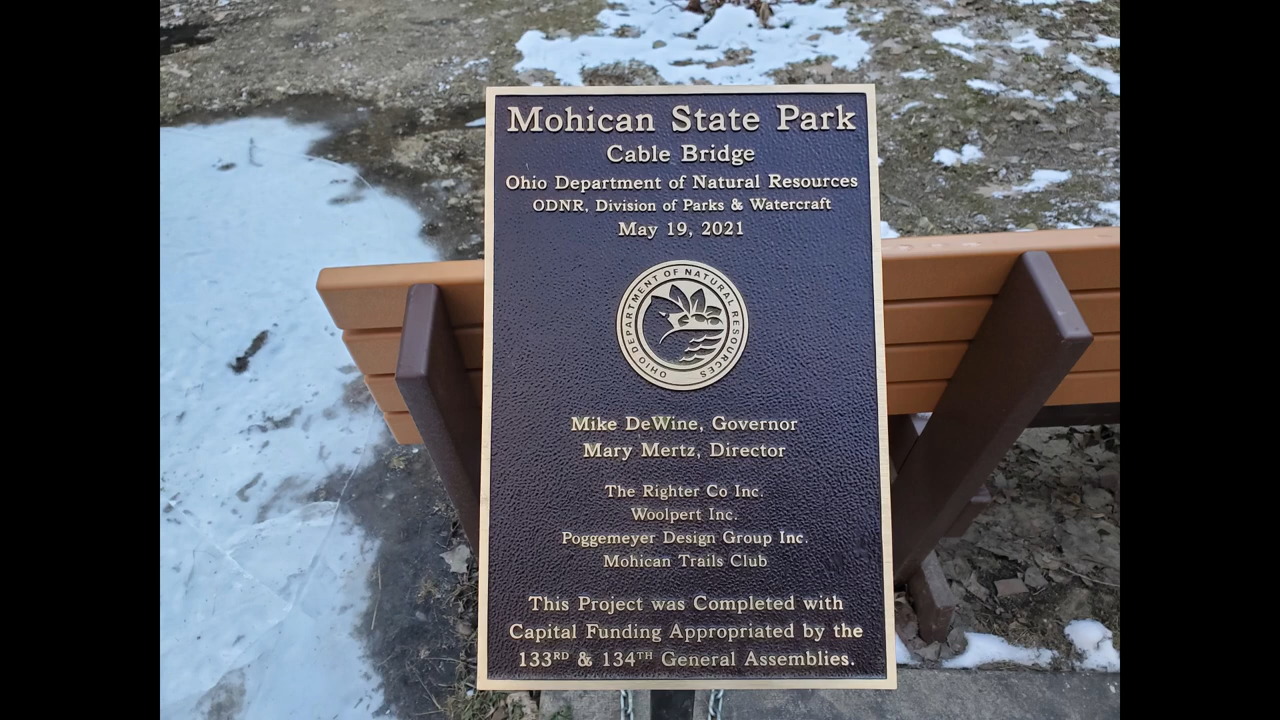 Mohican State Park
Cable Bridge
Ohio Department of Natural Resources
ODNR, Division of Parks & Watercraft
May 19, 2021
OHIO DEPARTMENT OF NATURAL RESOURCES
Mike DeWine, Governor
Mary Mertz, Director
The Righter Co Inc.
Woolpert Inc.
Poggemeyer Design Group Inc.
Mohican Trails Club
This Project was Completed with
Capital Funding Appropriated by the
133RD & 134TH General Assemblies.